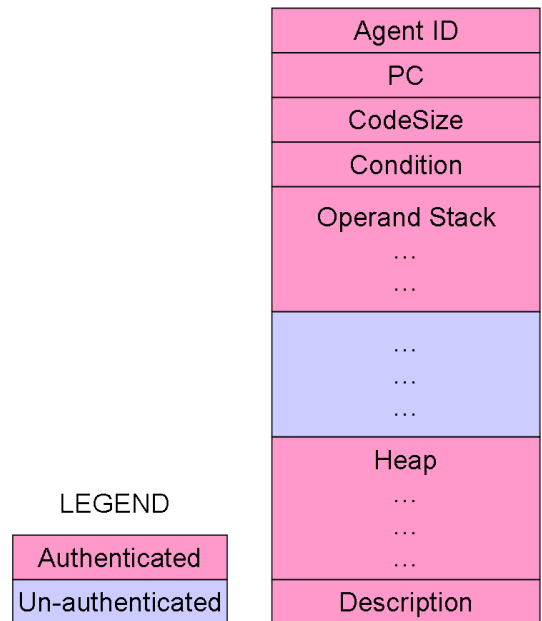 Agent ID
PC
CodeSize
Condition
Operand Stack
...
...
...
...
...
Heap
...
...
...
Description
LEGEND
Authenticated
Un-authenticated